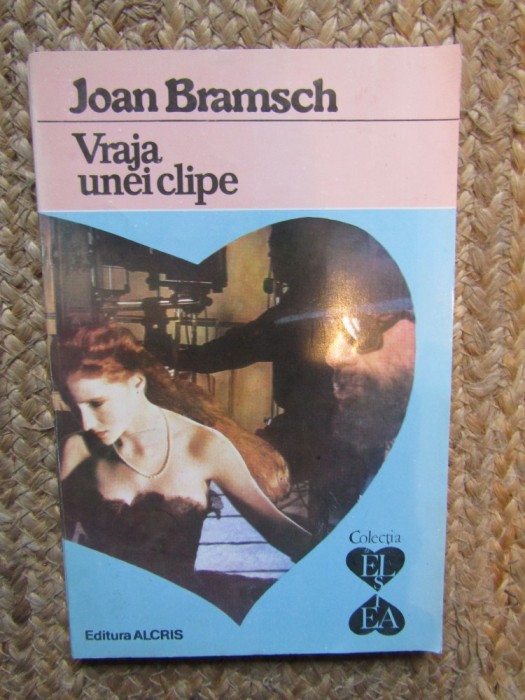 Joan Bramsch
Vraja
unei clipe
Colecția
EL
ȘI
EA
Editura ALCRIS